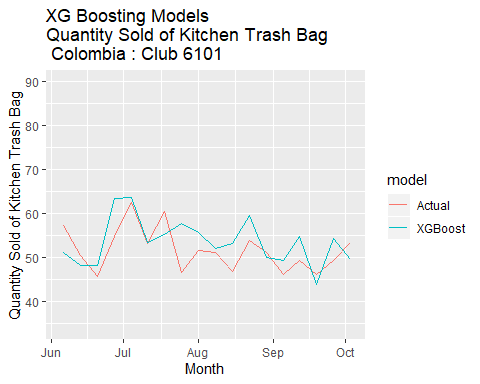 XG Boosting Models
Quantity Sold of Kitchen Trash Bag
Colombia : Club 6101
Quantity Sold of Kitchen Trash Bag
90
80
70
60
50
40
Jun Jul Aug Sep Oct
Month
model
Actual
XGBoost